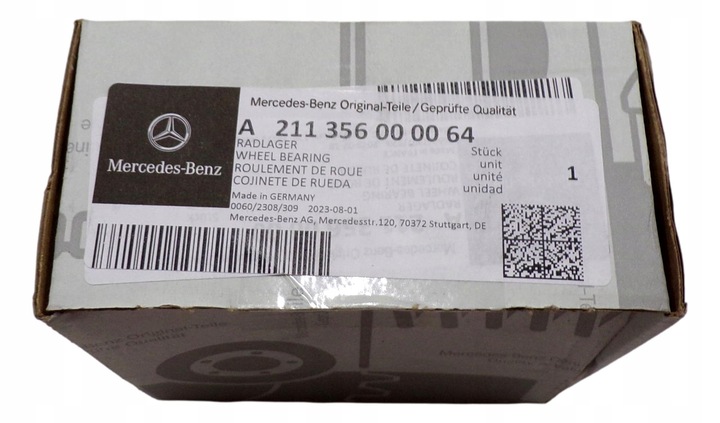 Mercedes-Benz Original-Teile/Geprüfte Qualität
A 211 356 00 00 64
RADLAGER
WHEEL BEARING
ROULEMENT DE ROUE
COJINETE DE RUEDA
Stück
unit
unité
unidad
1
Mercedes-Benz
Made in GERMANY
0060/2308/309 2023-08-01
Mercedes-Benz AG, Mercedesstr.120, 70372 Stuttgart, DE